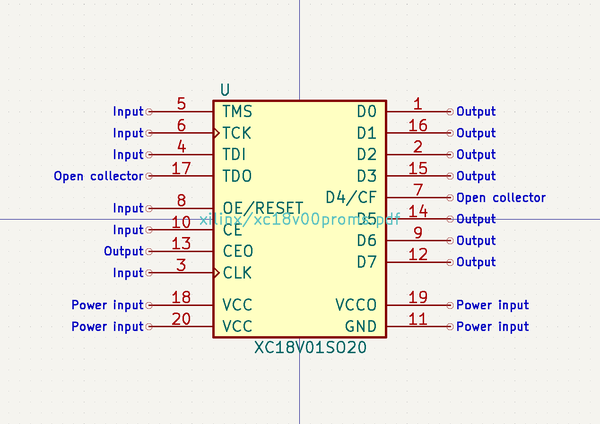 U
Input 5 TMS D0 1 Output
Input 6 TCK D1 16 Output
Input 4 TDI D2 2 Output
Open collector 17 TDO D3 15 Output
D4/CF 7 Open collector
Input 8 OE/RESET
xilinx/xc18v00proms.pdf
D5 14 Output
Input 10 CE
D6 9 Output
Output 13 CEO
D7 12 Output
Input 3 CLK
Power input 18 VCC VCCO 19 Power input
Power input 20 VCC GND 11 Power input
XC18V01SO20